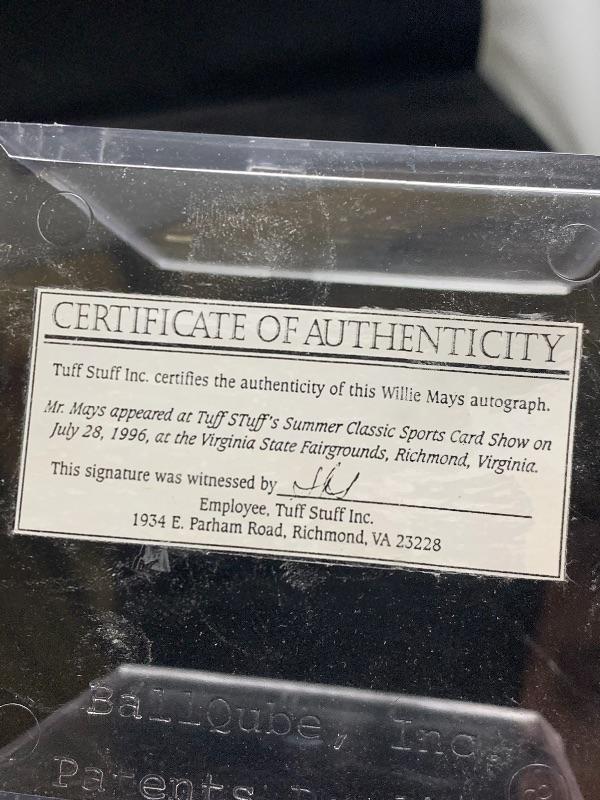 CERTIFICATE OF AUTHENTICITY
Tuff Stuff Inc. certifies the authenticity of this Willie Mays autograph.
Mr. Mays appeared at Tuff STuff's Summer Classic Sports Card Show on
July 28, 1996, at the Virginia State Fairgrounds, Richmond, Virginia.
This signature was witnessed by
Employee, Tuff Stuff Inc.
1934 E. Parham Road, Richmond, VA 23228
BallQube, Inc.
Patents